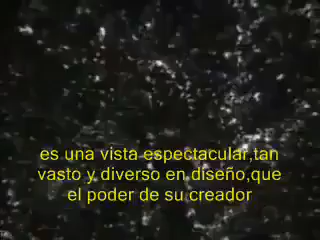 es una vista espectacular,tan
vasto y diverso en diseño,que
el poder de su creador